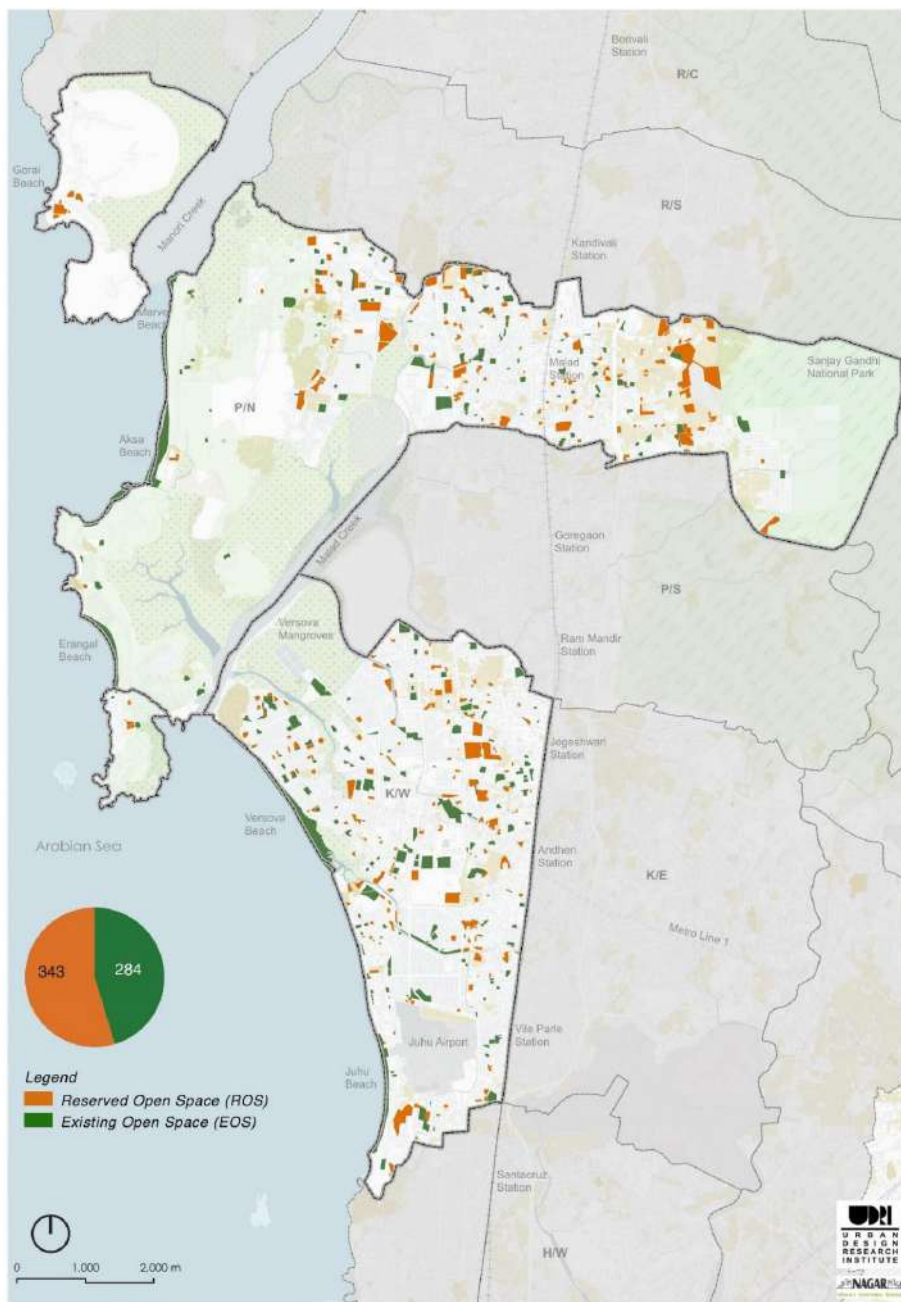 Borivali
Station
R/C
Gorai
Beach
Manori Creek
R/S
Kandivali
Station
Marve
Beach
Malad
Station
Sanjay Gandhi
National Park
P/N
Aksa
Beach
Malad Creek
Goregaon
Station
P/S
Versova
Mangroves
Ram Mandir
Station
Erangal
Beach
Jogeshwari
Station
K/W
Versova
Beach
Arabian Sea
Andheri
Station
K/E
Metro Line 1
343
284
Vile Parle
Station
Juhu Airport
Juhu
Beach
Legend
Reserved Open Space (ROS)
Existing Open Space (EOS)
Santacruz
Station
H/W
0
1,000
2,000 m
UDRI
URBAN
DESIGN
RESEARCH
INSTITUTE
NAGAR